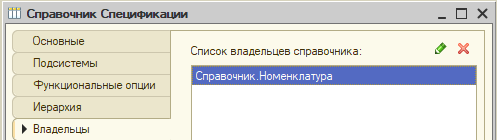 Справочник Спецификации
Основные
Подсистемы
Функциональные опции
Иерархия
Владельцы
Список владельцев справочника:
Справочник.Номенклатура